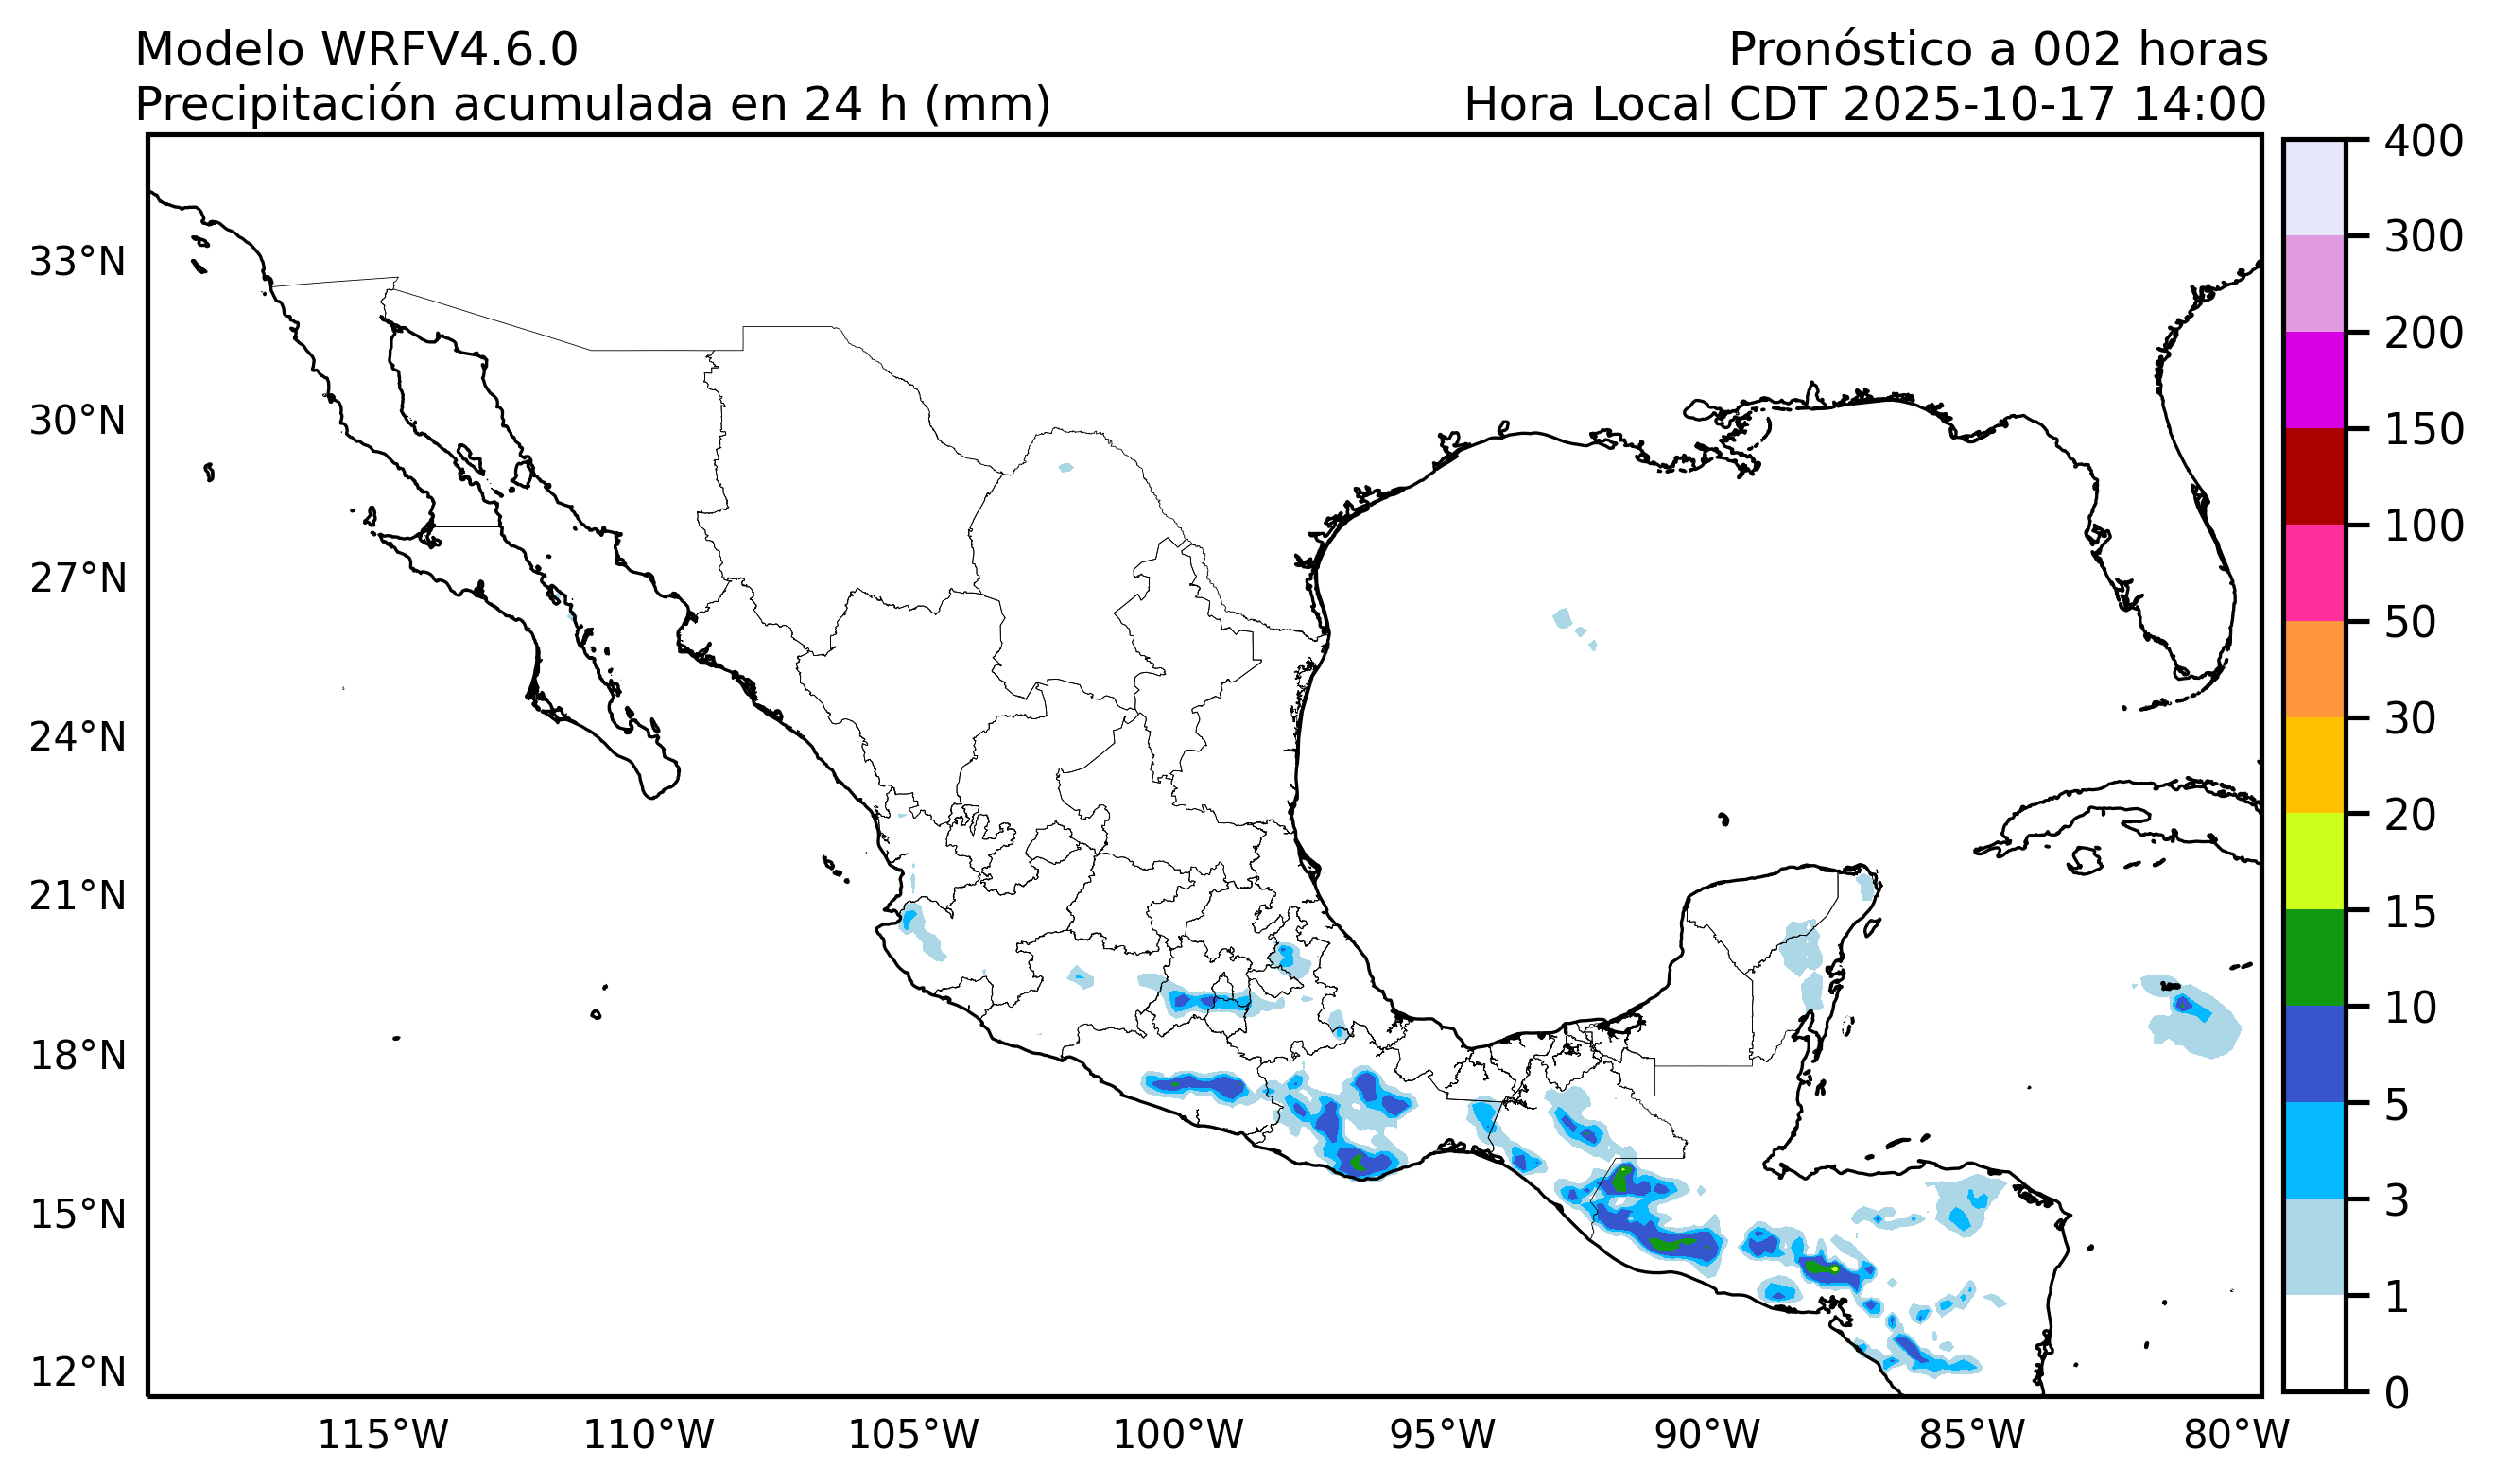 Modelo WRFV4.6.0
Pronóstico a 002 horas
Precipitación acumulada en 24 h (mm)
Hora Local CDT 2025-10-17 14:00
400
300
200
150
100
50
30
20
15
10
5
3
1
0
33°N
30°N
27°N
24°N
21°N
18°N
15°N
12°N
115°W
110°W
105°W
100°W
95°W
90°W
85°W
80°W